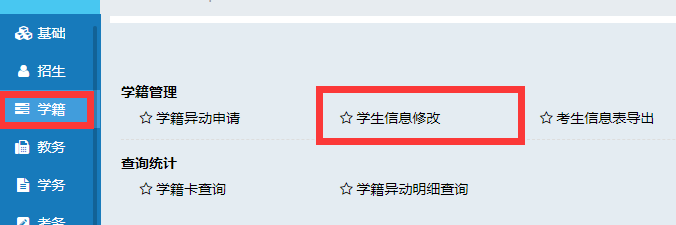 基础
招生
学籍
教务
学务
考务
学籍管理
学籍异动申请
学生信息修改
考生信息表导出
查询统计
学籍卡查询
学籍异动明细查询